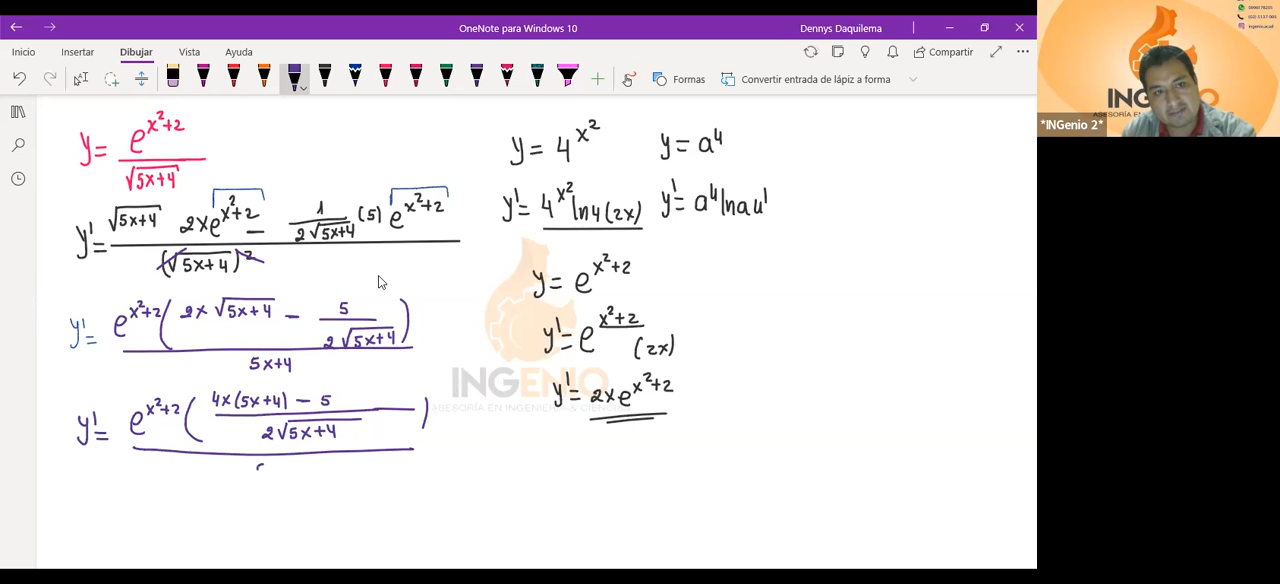 OneNote para Windows 10
Dennys Daquilema
Inicio Insertar Dibujar Vista Ayuda
Compartir
Formas
Convertir entrada de lápiz a forma
*INGenio 2*
y = e^{x²+2} / √(5x+4)
y' = (√(5x+4) 2xe^{x²+2} − 1/(2√(5x+4)) (5) e^{x²+2}) / (√(5x+4))²
y' = e^{x²+2} (2x √(5x+4) − 5/(2√(5x+4))) / (5x+4)
y' = e^{x²+2} ((4x(5x+4) − 5) / (2√(5x+4)))
y = 4^{x²}
y' = 4^{x²} ln4(2x)
y = a^u
y' = a^u lna u'
y = e^{x²+2}
y' = e^{x²+2} (2x)
y' = 2xe^{x²+2}
INGENIO
ASESORÍA EN INGENIERÍA Y CIENCIAS